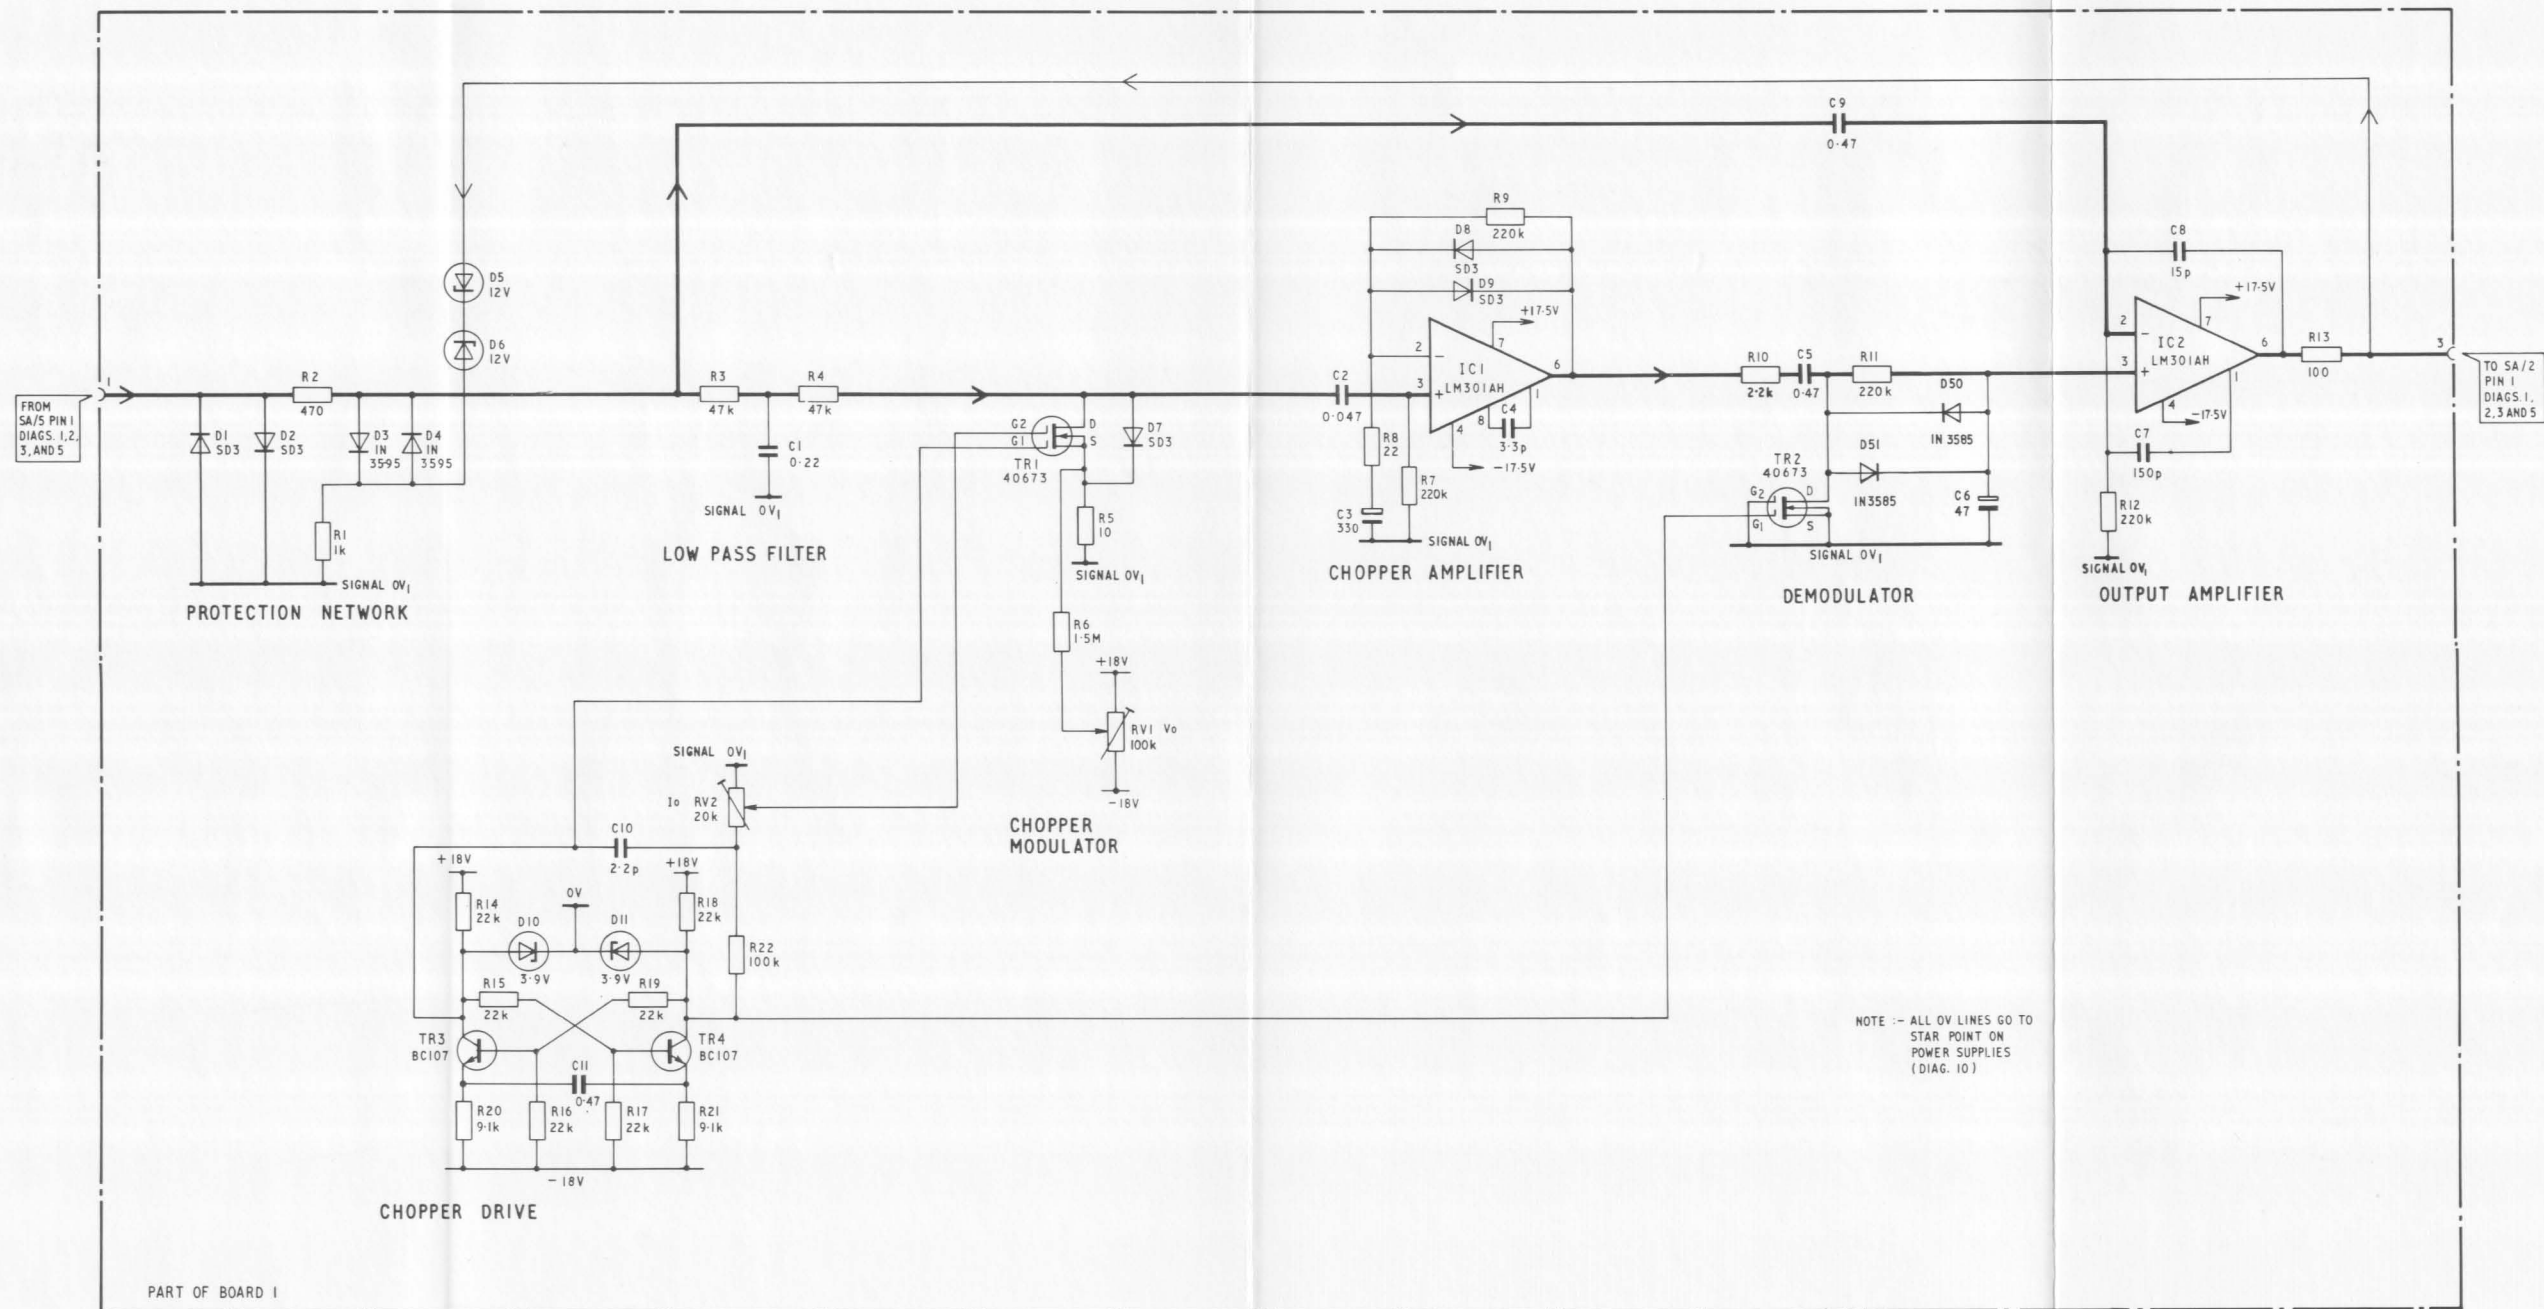 C9
0·47
R9
220k
D8
SD3
D9
SD3
+17·5V
C8
15p
+17·5V
D5
12V
D6
12V
1
FROM
SA/5 PIN 1
DIAGS. 1,2,
3, AND 5
R2
470
D1
SD3
D2
SD3
D3
IN
3595
D4
IN
3595
R1
1k
SIGNAL OV1
PROTECTION NETWORK
R3
47k
R4
47k
C1
0·22
SIGNAL OV1
LOW PASS FILTER
G2
G1
D
S
TR1
40673
D7
SD3
R5
10
SIGNAL OV1
R6
1·5M
+18V
RV1 Vo
100k
-18V
CHOPPER
MODULATOR
C2
0·047
2
-
3
+
7
IC1
LM301AH
6
1
8
C4
3·3p
4
-17·5V
R8
22
R7
220k
C3
330
SIGNAL OV1
CHOPPER AMPLIFIER
R10
2·2k
C5
0·47
R11
220k
D50
IN 3585
D51
IN3585
TR2
40673
G2
G1
D
S
C6
47
SIGNAL OV1
DEMODULATOR
2
-
3
+
7
IC2
LM301AH
6
1
4
-17·5V
C7
150p
R12
220k
SIGNAL OV1
OUTPUT AMPLIFIER
R13
100
3
TO SA/2
PIN 1
DIAGS. 1,
2,3 AND 5
SIGNAL OV1
Io RV2
20k
C10
2·2p
+18V
+18V
R14
22k
OV
R18
22k
D10
3·9V
D11
3·9V
R22
100k
R15
22k
R19
22k
TR3
BC107
TR4
BC107
C11
0·47
R20
9·1k
R16
22k
R17
22k
R21
9·1k
-18V
CHOPPER DRIVE
NOTE :- ALL OV LINES GO TO
STAR POINT ON
POWER SUPPLIES
(DIAG. 10)
PART OF BOARD 1